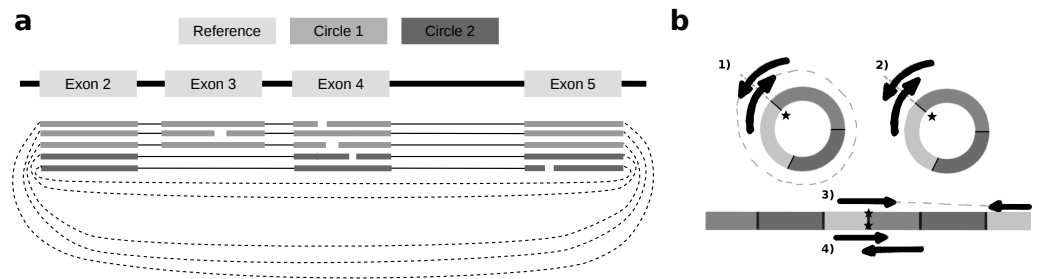 a
Reference Circle 1 Circle 2
Exon 2 Exon 3 Exon 4 Exon 5
b
1) 2)
3)
4)